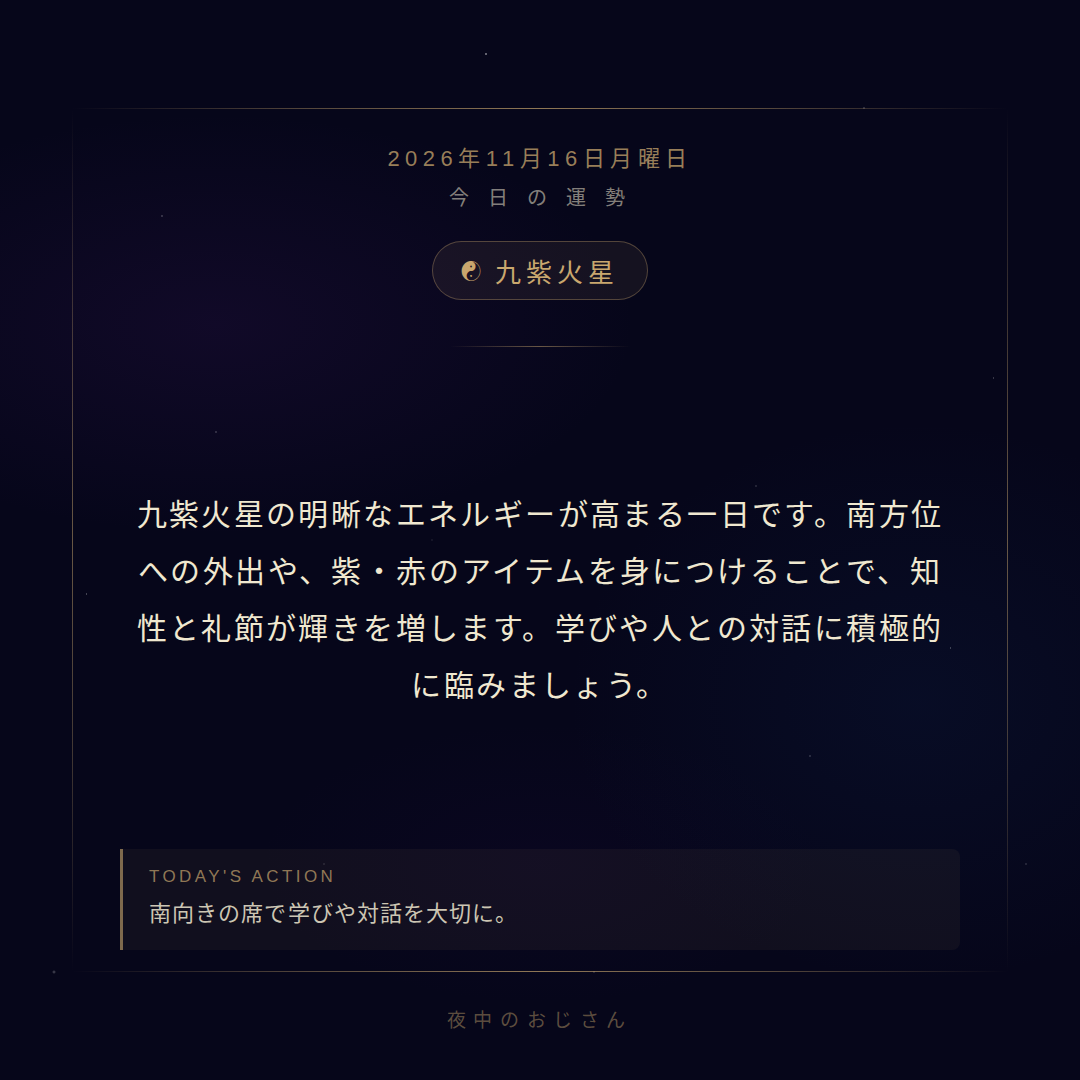 2026年11月16日月曜日
今日の運勢
☯ 九紫火星
九紫火星の明晰なエネルギーが高まる一日です。南方位
への外出や、紫・赤のアイテムを身につけることで、知
性と礼節が輝きを増します。学びや人との対話に積極的
に臨みましょう。
TODAY'S ACTION
南向きの席で学びや対話を大切に。
夜中のおじさん